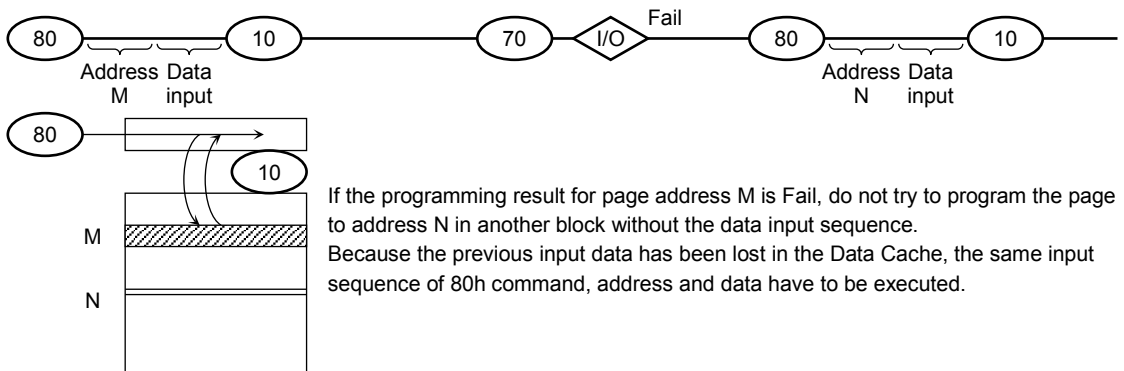 Fail
80 10 70 I/O 80 10
Address Data Address Data
M input N input
80
10
If the programming result for page address M is Fail, do not try to program the page
M to address N in another block without the data input sequence.
Because the previous input data has been lost in the Data Cache, the same input
N sequence of 80h command, address and data have to be executed.